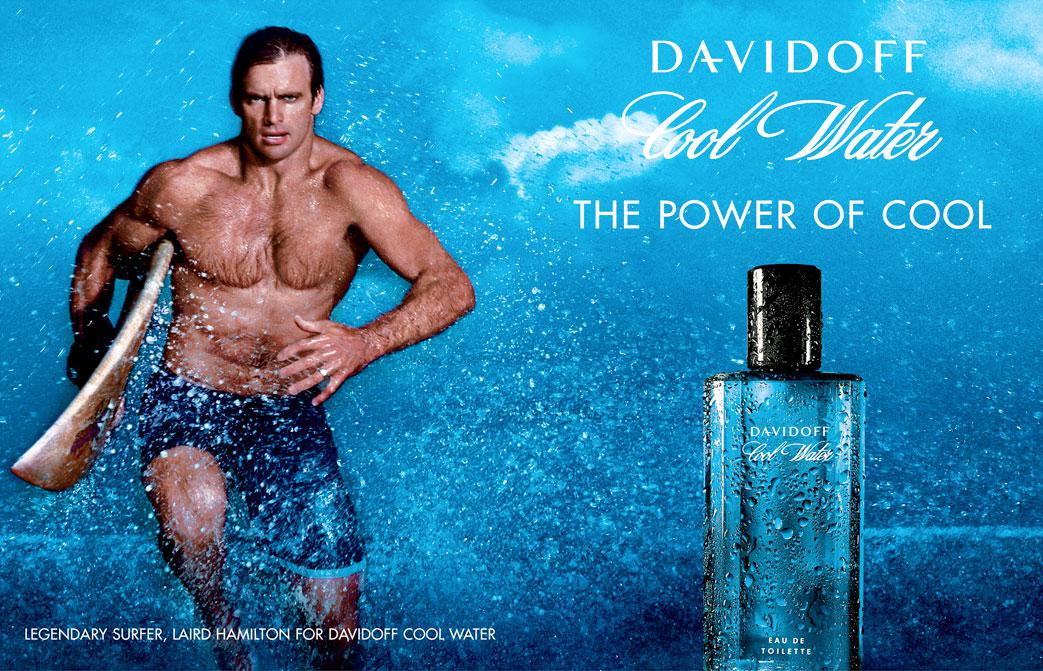 DAVIDOFF
Cool Water
THE POWER OF COOL
DAVIDOFF
Cool Water
EAU DE
TOILETTE
LEGENDARY SURFER, LAIRD HAMILTON FOR DAVIDOFF COOL WATER